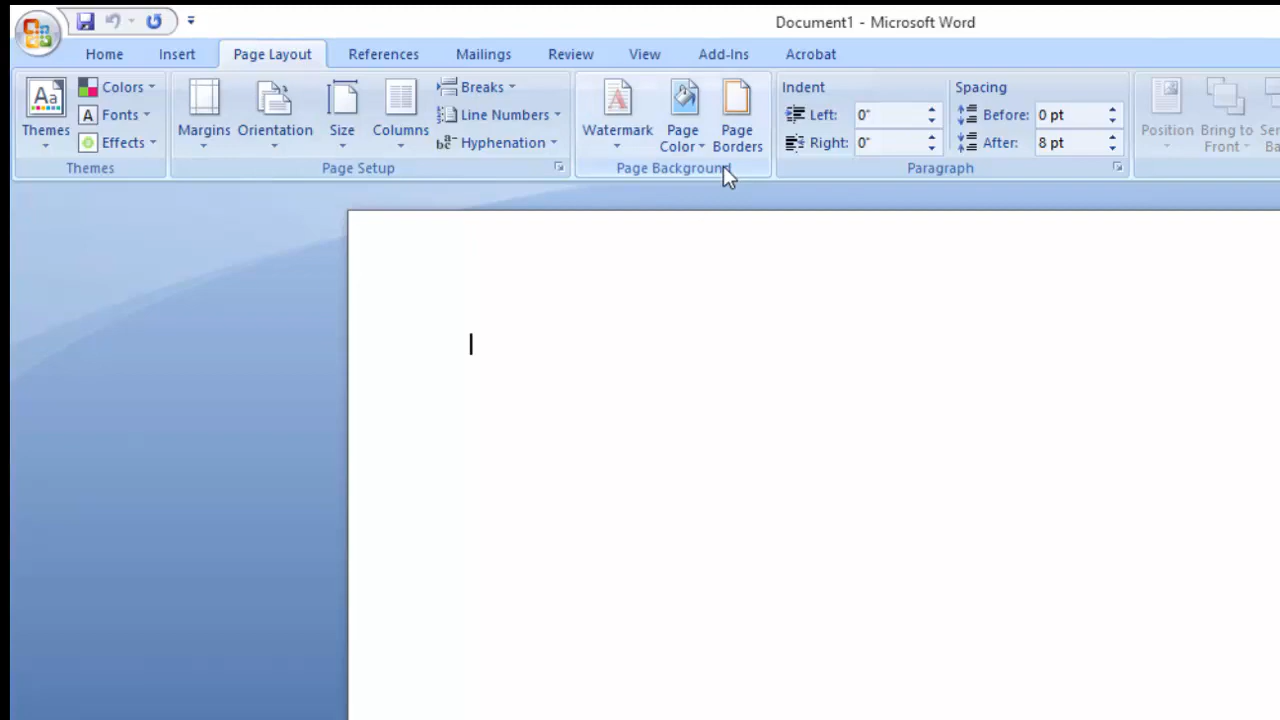 Document1 - Microsoft Word
Home Insert Page Layout References Mailings Review View Add-Ins Acrobat
Themes Colors Fonts Effects
Margins Orientation Size Columns Breaks Line Numbers Hyphenation
Watermark Page Color Page Borders
Indent Left: 0" Right: 0"
Spacing Before: 0 pt After: 8 pt
Position Bring to Front
Themes Page Setup Page Background Paragraph